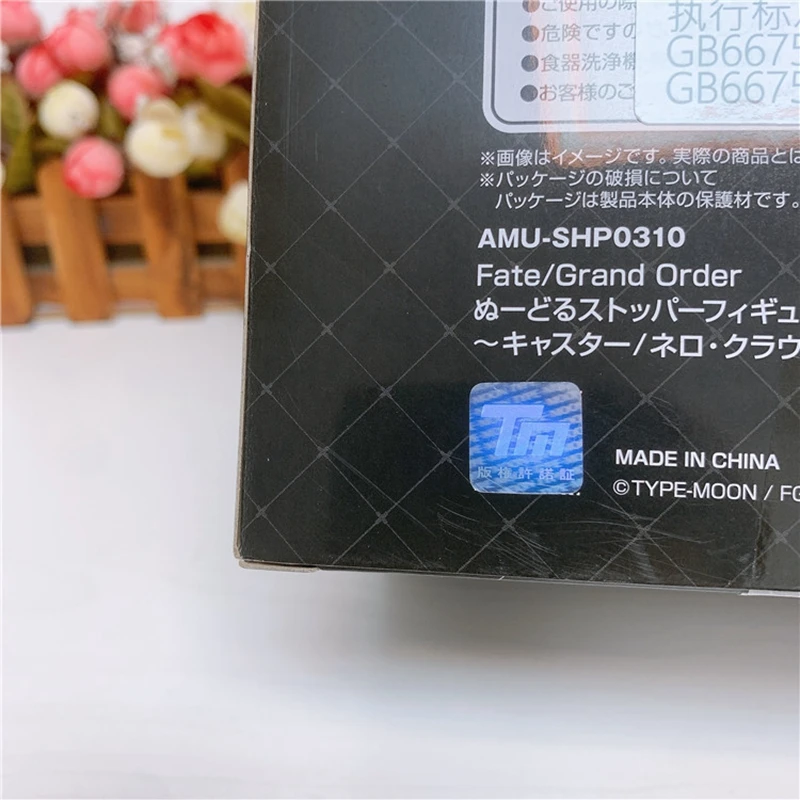 ●ご使用の際
执行标准
●危険ですの
GB6675
●食器洗浄機
GB6675
●お客様のご
※画像はイメージです。実際の商品とは
※パッケージの破損について
パッケージは製品本体の保護材です。
AMU-SHP0310
Fate/Grand Order
ぬーどるストッパーフィギュ
～キャスター/ネロ・クラウ
TM
版権許諾証
MADE IN CHINA
©TYPE-MOON / FG